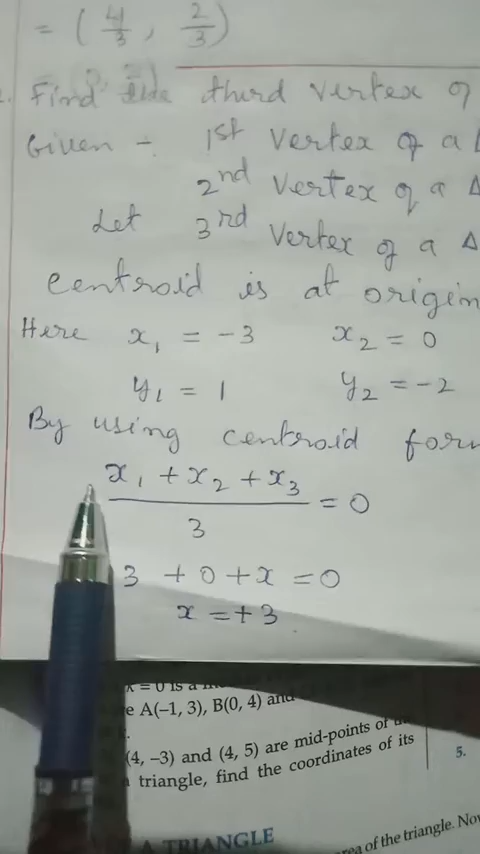 = ( 4/3 , 2/3 )
Find the third vertex of
Given - 1st vertex of a Δ
2nd vertex of a Δ
Let 3rd vertex of a Δ
centroid is at origin
Here x₁ = -3 x₂ = 0
y₁ = 1 y₂ = -2
By using centroid form
x₁ + x₂ + x₃ / 3 = 0
3 + 0 + x = 0
x = +3
A(–1, 3), B(0, 4) and
(4, –3) and (4, 5) are mid-points of
triangle, find the coordinates of its
5.
A TRIANGLE
area of the triangle. Now